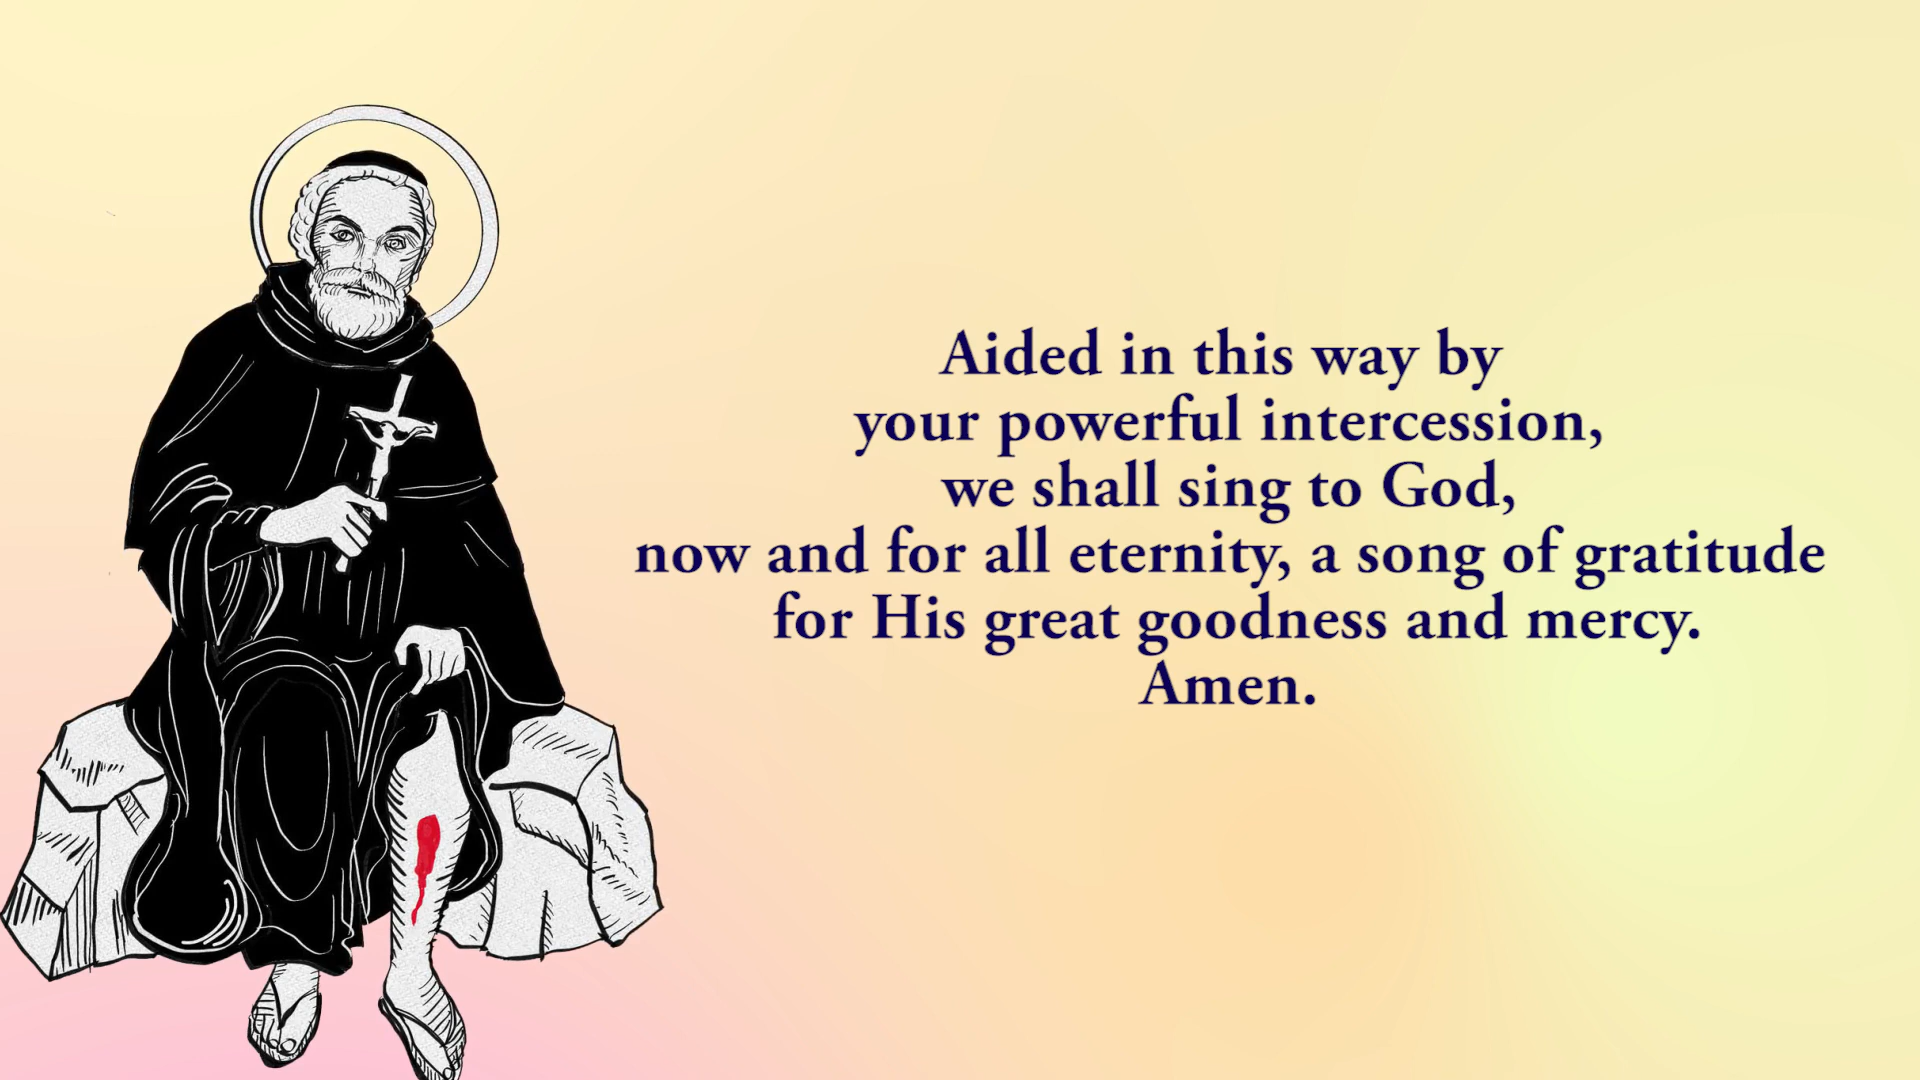 Aided in this way by
your powerful intercession,
we shall sing to God,
now and for all eternity, a song of gratitude
for His great goodness and mercy.
Amen.